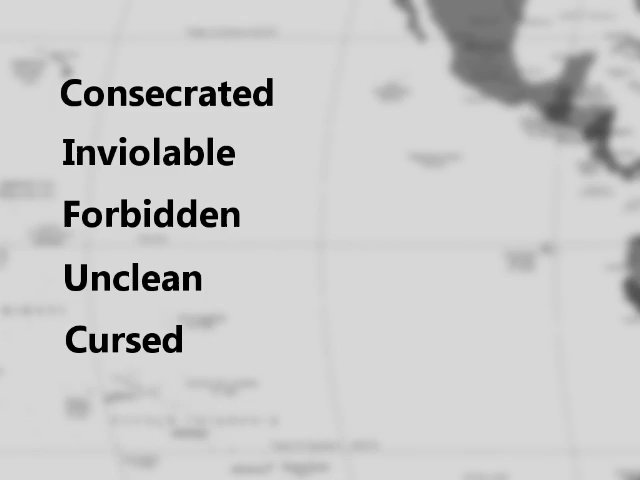 Consecrated
Inviolable
Forbidden
Unclean
Cursed